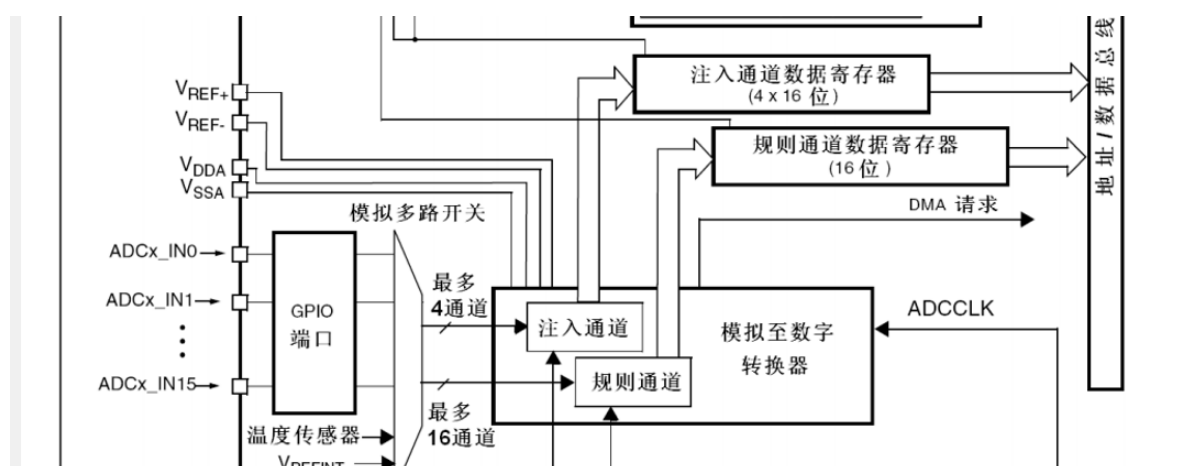 地址/数据总线
注入通道数据寄存器
(4 x 16 位)
VREF+
VREF-
规则通道数据寄存器
(16 位)
VDDA
VSSA
DMA 请求
模拟多路开关
ADCx_IN0
最多
4通道
ADCx_IN1
GPIO
端口
ADCCLK
注入通道
模拟至数字
转换器
ADCx_IN15
规则通道
最多
16通道
温度传感器
VREFINT